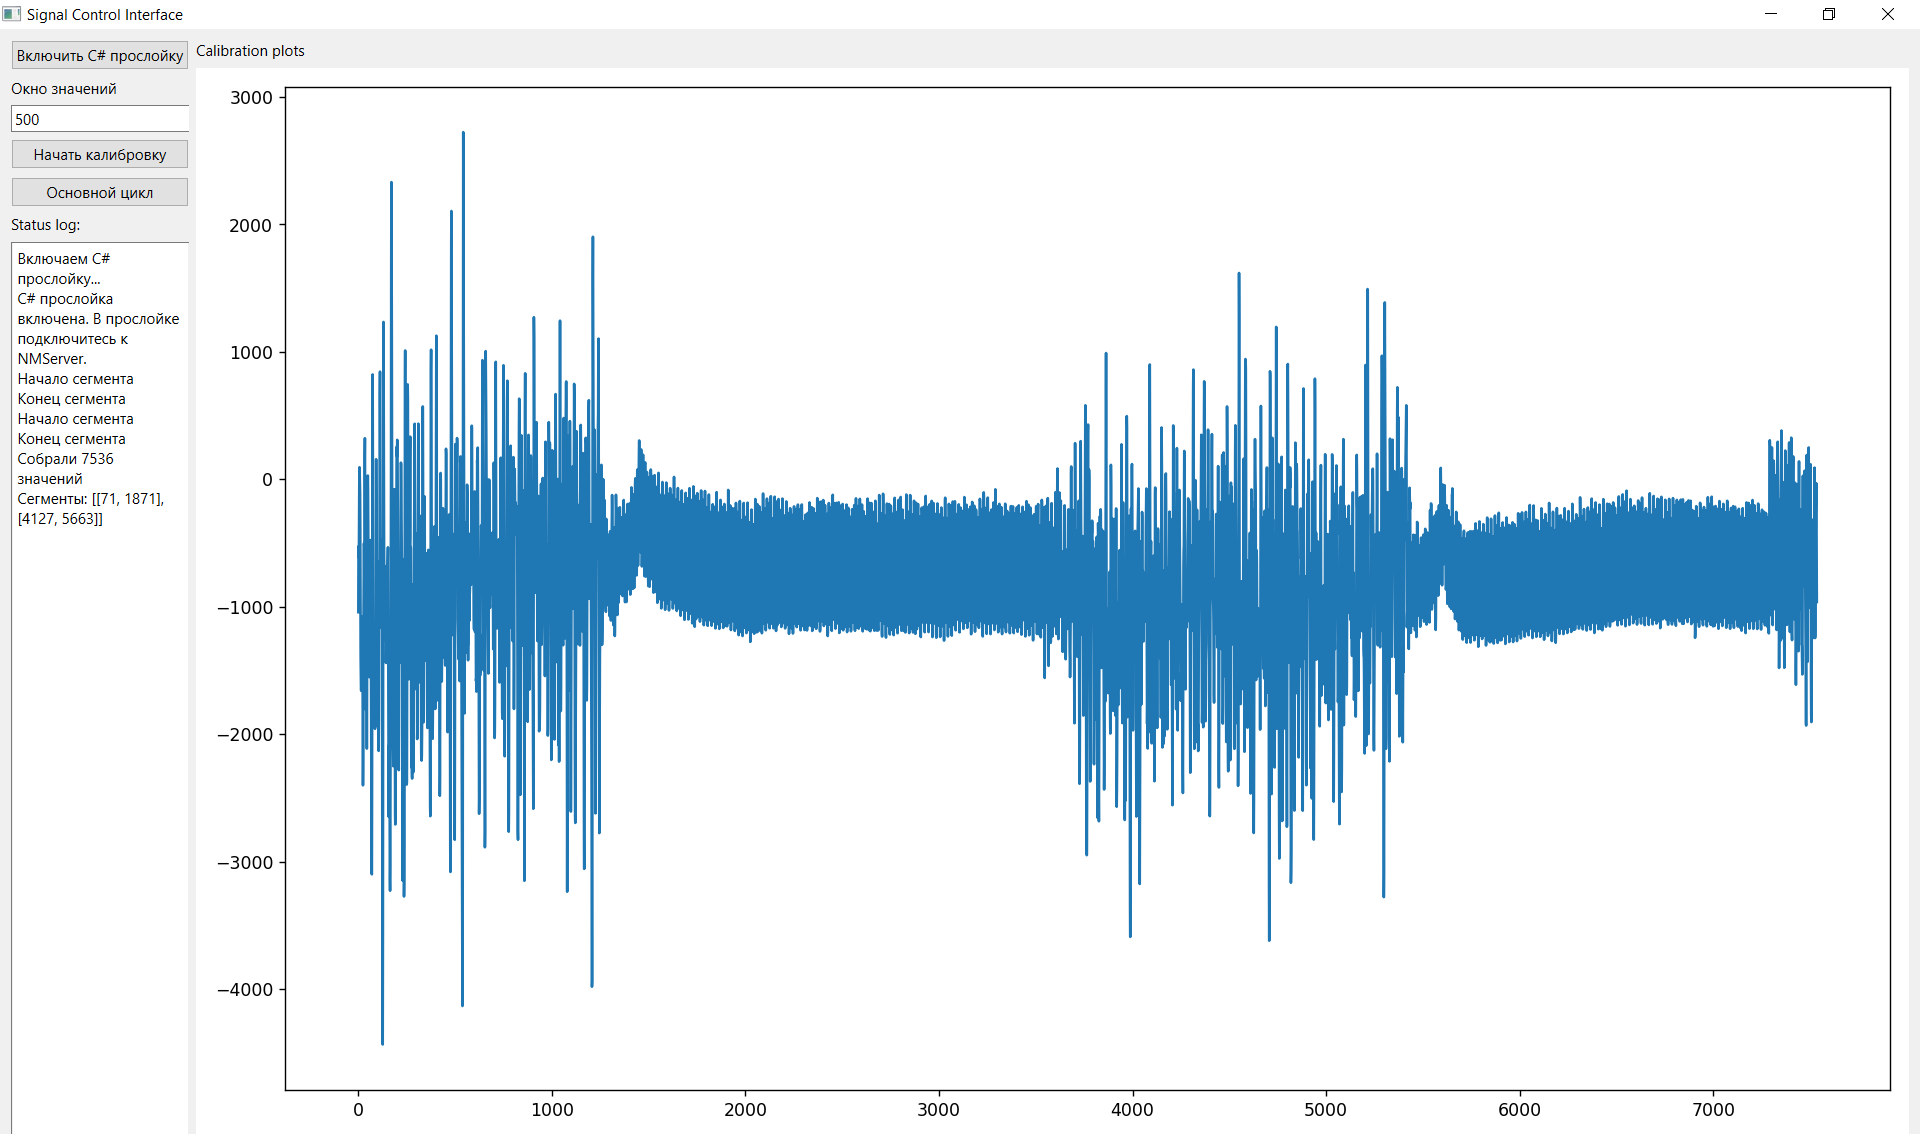 Signal Control Interface
Включить C# прослойку
Calibration plots
Окно значений
500
Начать калибровку
Основной цикл
Status log:
Включаем C#
прослойку...
C# прослойка
включена. В прослойке
подключитесь к
NMServer.
Начало сегмента
Конец сегмента
Начало сегмента
Конец сегмента
Собрали 7536
значений
Сегменты: [[71, 1871],
[4127, 5663]]
3000
2000
1000
0
−1000
−2000
−3000
−4000
0 1000 2000 3000 4000 5000 6000 7000